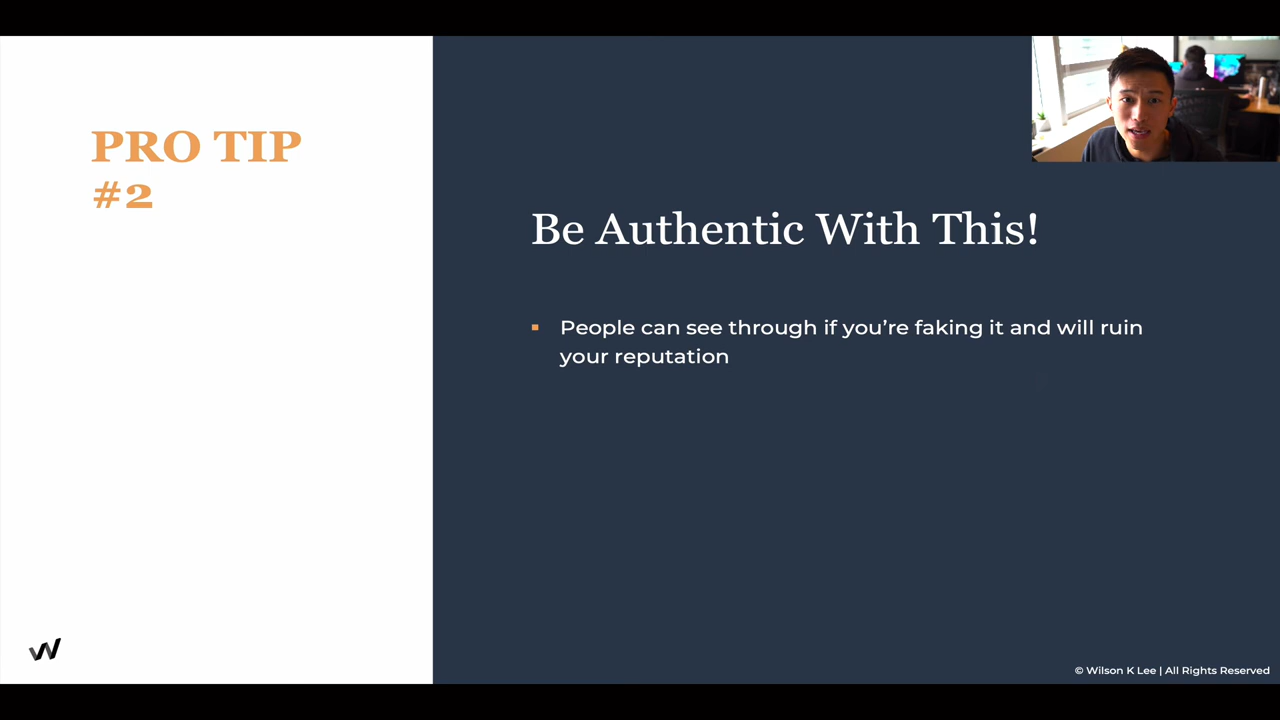 PRO TIP
#2
Be Authentic With This!
People can see through if you’re faking it and will ruin
your reputation
© Wilson K Lee | All Rights Reserved